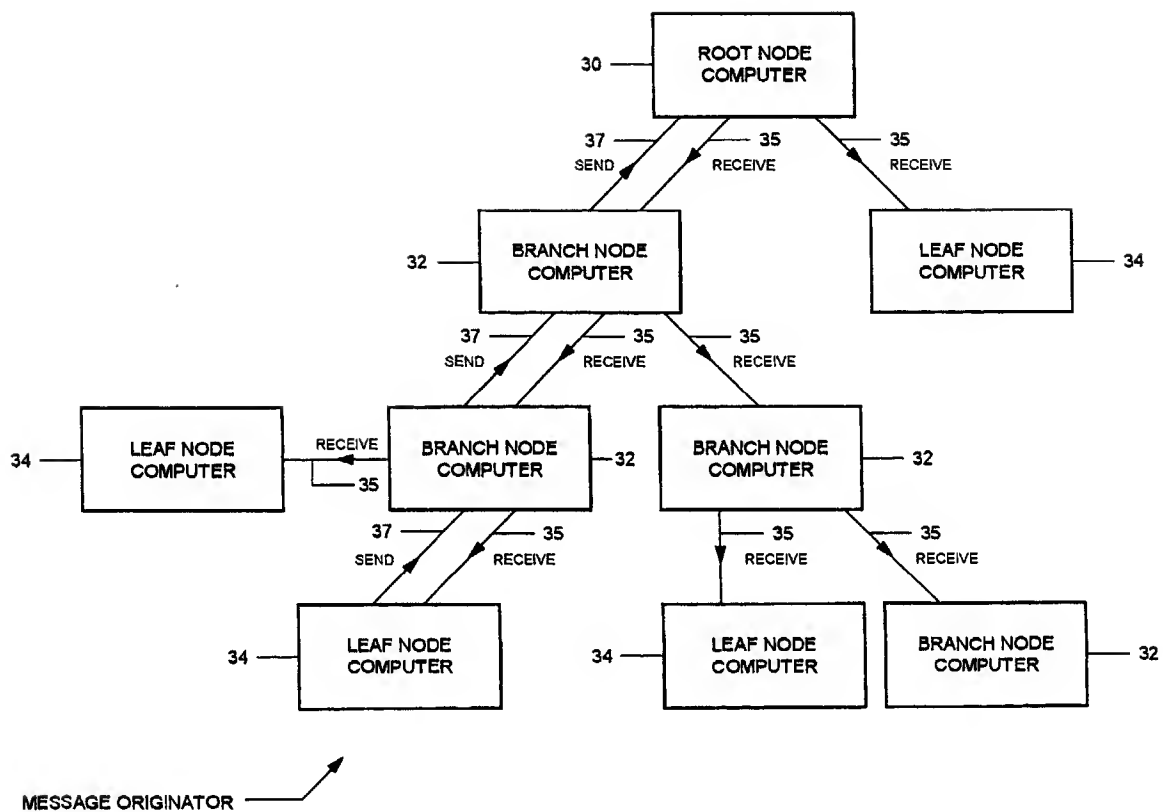 ROOT NODE
COMPUTER
30
37
35
35
SEND
RECEIVE
RECEIVE
BRANCH NODE
COMPUTER
32
LEAF NODE
COMPUTER
34
37
35
35
SEND
RECEIVE
RECEIVE
LEAF NODE
COMPUTER
34
RECEIVE
35
BRANCH NODE
COMPUTER
32
BRANCH NODE
COMPUTER
32
37
35
35
35
SEND
RECEIVE
RECEIVE
RECEIVE
LEAF NODE
COMPUTER
34
LEAF NODE
COMPUTER
34
BRANCH NODE
COMPUTER
32
MESSAGE ORIGINATOR